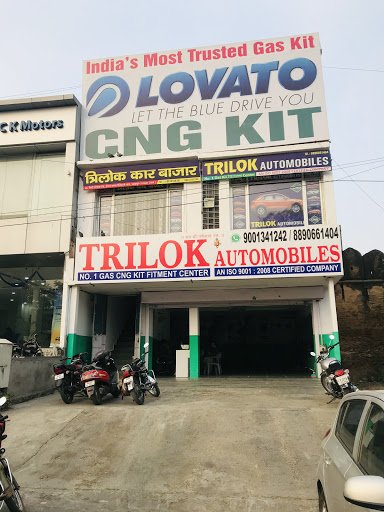 India's Most Trusted Gas Kit
LOVATO
LET THE BLUE DRIVE YOU
CNG KIT
C K Motors
त्रिलोक कार बाजार
TRILOK AUTOMOBILES
TRILOK AUTOMOBILES
9001341242 / 8890661404
TRILOK AUTOMOBILES
NO. 1 GAS CNG KIT FITMENT CENTER
AN ISO 9001 : 2008 CERTIFIED COMPANY